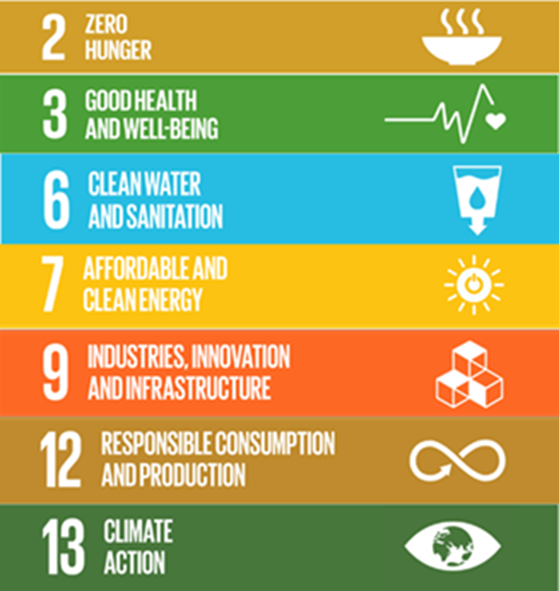 2 ZERO
HUNGER
3 GOOD HEALTH
AND WELL-BEING
6 CLEAN WATER
AND SANITATION
7 AFFORDABLE AND
CLEAN ENERGY
9 INDUSTRIES, INNOVATION
AND INFRASTRUCTURE
12 RESPONSIBLE CONSUMPTION
AND PRODUCTION
13 CLIMATE
ACTION